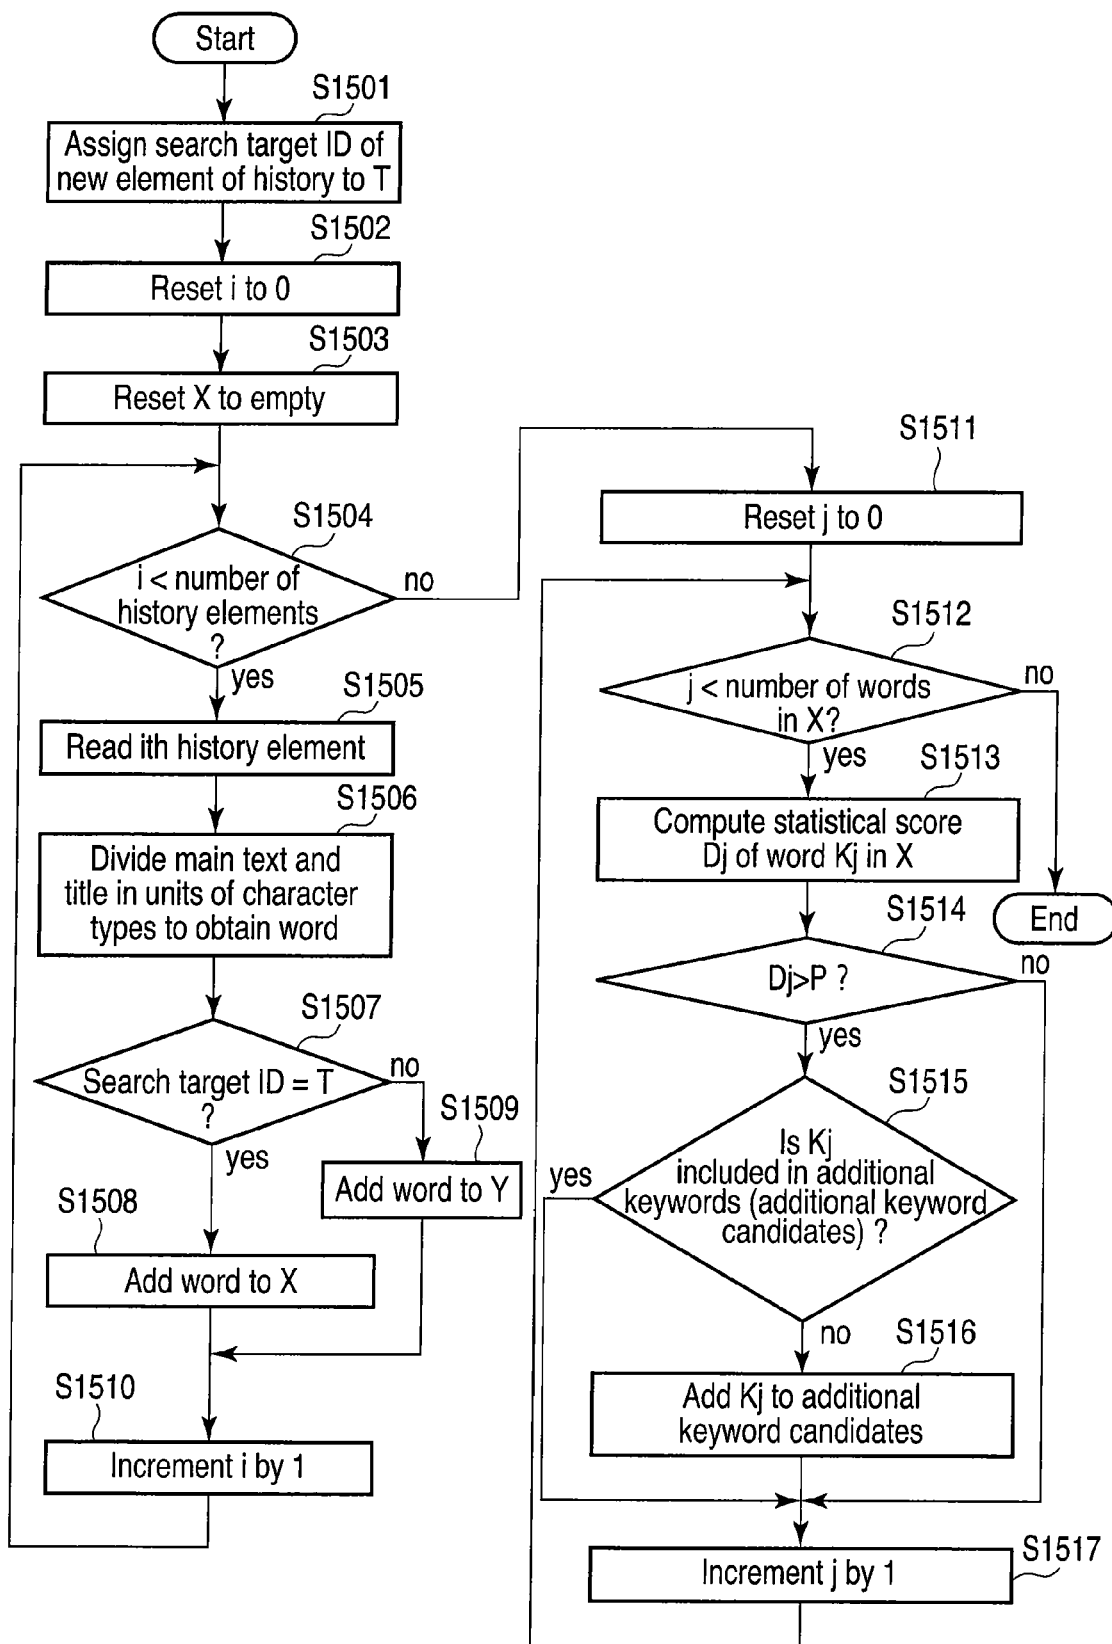 Start
S1501
Assign search target ID of
new element of history to T
S1502
Reset i to 0
S1503
Reset X to empty
S1504
i < number of
history elements
?
no
yes
S1505
Read ith history element
S1506
Divide main text and
title in units of character
types to obtain word
S1507
Search target ID = T
?
no
yes
S1509
Add word to Y
S1508
Add word to X
S1510
Increment i by 1
S1511
Reset j to 0
S1512
j < number of words
in X?
no
yes
S1513
Compute statistical score
Dj of word Kj in X
End
S1514
Dj>P ?
no
yes
S1515
Is Kj
included in additional
keywords (additional keyword
candidates) ?
yes
no
S1516
Add Kj to additional
keyword candidates
S1517
Increment j by 1